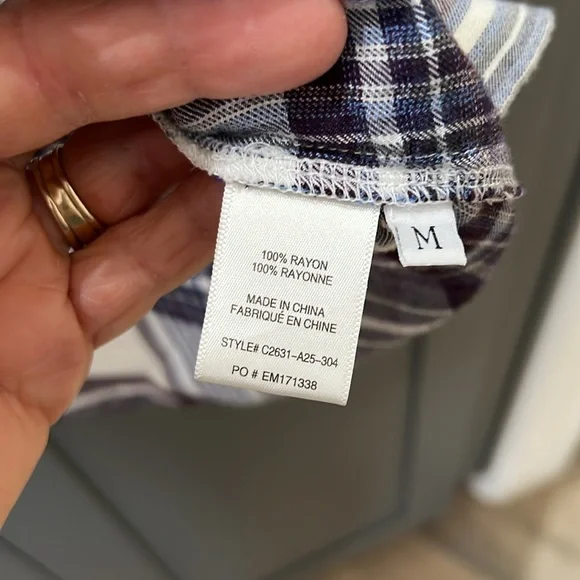 100% RAYON
100% RAYONNE
MADE IN CHINA
FABRIQUÉ EN CHINE
STYLE# C2631-A25-304
PO # EM171338
M